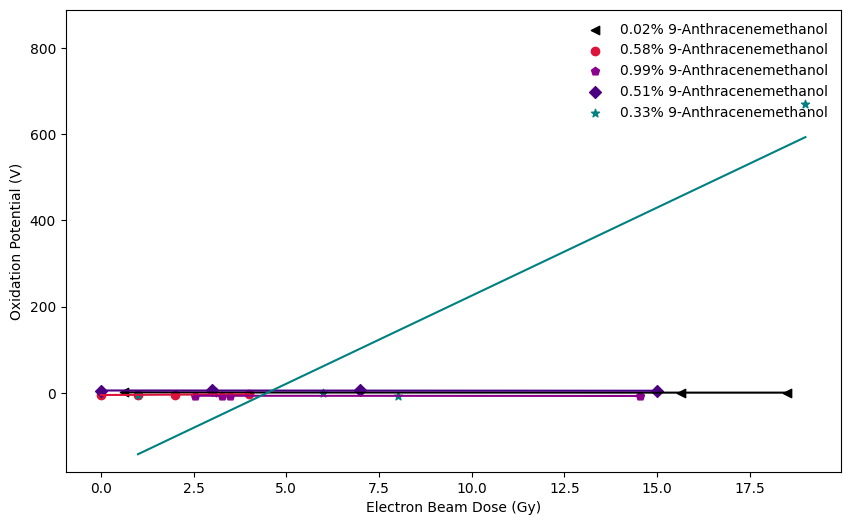 0.02% 9-Anthracenemethanol
0.58% 9-Anthracenemethanol
0.99% 9-Anthracenemethanol
0.51% 9-Anthracenemethanol
0.33% 9-Anthracenemethanol
800
600
400
200
0
Oxidation Potential (V)
0.0 2.5 5.0 7.5 10.0 12.5 15.0 17.5
Electron Beam Dose (Gy)